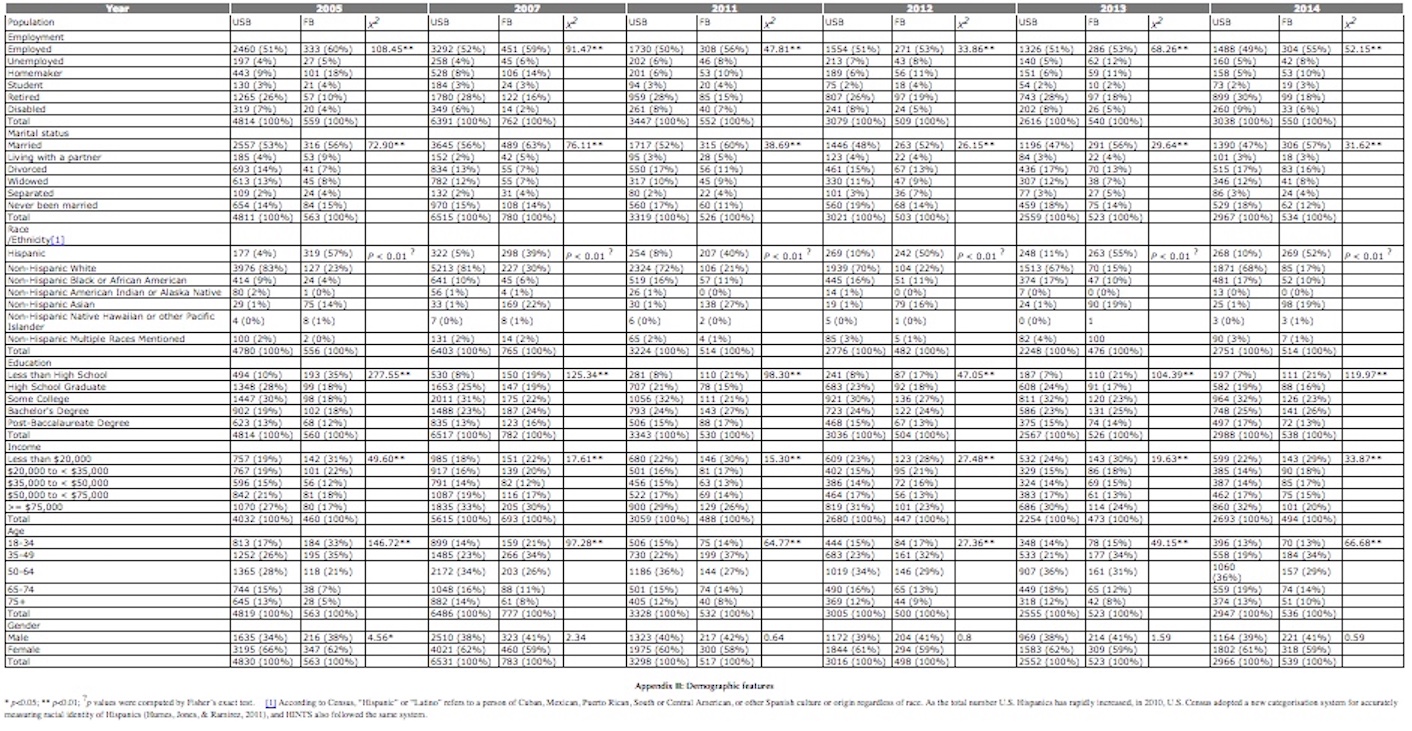 Year 2005 2007 2011 2012 2013 2014
Population USB FB χ² USB FB χ² USB FB χ² USB FB χ² USB FB χ² USB FB χ²
Employment
Employed 2460 (51%) 333 (60%) 108.45** 3292 (52%) 451 (59%) 91.47** 1730 (50%) 308 (56%) 47.81** 1554 (51%) 271 (53%) 33.86** 1326 (51%) 286 (53%) 68.26** 1488 (49%) 304 (55%) 52.15**
Unemployed 197 (4%) 27 (5%) 258 (4%) 45 (6%) 202 (6%) 46 (8%) 213 (7%) 43 (8%) 140 (5%) 62 (12%) 160 (5%) 42 (8%)
Homemaker 443 (9%) 101 (18%) 528 (8%) 106 (14%) 201 (6%) 53 (10%) 189 (6%) 56 (11%) 151 (6%) 59 (11%) 158 (5%) 53 (10%)
Student 130 (3%) 21 (4%) 184 (3%) 24 (3%) 94 (3%) 20 (4%) 75 (2%) 18 (4%) 54 (2%) 10 (2%) 73 (2%) 19 (3%)
Retired 1265 (26%) 57 (10%) 1780 (28%) 122 (16%) 959 (28%) 85 (15%) 807 (26%) 97 (19%) 743 (28%) 97 (18%) 899 (30%) 99 (18%)
Disabled 319 (7%) 20 (4%) 349 (6%) 14 (2%) 261 (8%) 40 (7%) 241 (8%) 24 (5%) 202 (8%) 26 (5%) 260 (9%) 33 (6%)
Total 4814 (100%) 559 (100%) 6391 (100%) 762 (100%) 3447 (100%) 552 (100%) 3079 (100%) 509 (100%) 2616 (100%) 540 (100%) 3038 (100%) 550 (100%)
Marital status
Married 2557 (53%) 316 (56%) 72.90** 3645 (56%) 489 (63%) 76.11** 1717 (52%) 315 (60%) 38.69** 1446 (48%) 263 (52%) 26.15** 1196 (47%) 291 (56%) 29.64** 1390 (47%) 306 (57%) 31.62**
Living with a partner 185 (4%) 53 (9%) 152 (2%) 42 (5%) 95 (3%) 28 (5%) 123 (4%) 22 (4%) 84 (3%) 22 (4%) 101 (3%) 18 (3%)
Divorced 693 (14%) 41 (7%) 834 (13%) 55 (7%) 550 (17%) 56 (11%) 461 (15%) 67 (13%) 436 (17%) 70 (13%) 515 (17%) 83 (16%)
Widowed 613 (13%) 45 (8%) 782 (12%) 55 (7%) 317 (10%) 45 (9%) 330 (11%) 47 (9%) 307 (12%) 38 (7%) 346 (12%) 41 (8%)
Separated 109 (2%) 24 (4%) 132 (2%) 31 (4%) 80 (2%) 22 (4%) 101 (3%) 36 (7%) 77 (3%) 27 (5%) 86 (3%) 24 (4%)
Never been married 654 (14%) 84 (15%) 970 (15%) 108 (14%) 560 (17%) 60 (11%) 560 (19%) 68 (14%) 459 (18%) 75 (14%) 529 (18%) 62 (12%)
Total 4811 (100%) 563 (100%) 6515 (100%) 780 (100%) 3319 (100%) 526 (100%) 3021 (100%) 503 (100%) 2559 (100%) 523 (100%) 2967 (100%) 534 (100%)
Race
/Ethnicity[1]
Hispanic 177 (4%) 319 (57%) P < 0.01 ? 322 (5%) 298 (39%) P < 0.01 ? 254 (8%) 207 (40%) P < 0.01 ? 269 (10%) 242 (50%) P < 0.01 ? 248 (11%) 263 (55%) P < 0.01 ? 268 (10%) 269 (52%) P < 0.01 ?
Non-Hispanic White 3976 (83%) 127 (23%) 5213 (81%) 227 (30%) 2324 (72%) 106 (21%) 1939 (70%) 104 (22%) 1513 (67%) 70 (15%) 1871 (68%) 85 (17%)
Non-Hispanic Black or African American 414 (9%) 24 (4%) 641 (10%) 45 (6%) 519 (16%) 57 (11%) 445 (16%) 51 (11%) 374 (17%) 47 (10%) 481 (17%) 52 (10%)
Non-Hispanic American Indian or Alaska Native 80 (2%) 1 (0%) 56 (1%) 4 (1%) 26 (1%) 0 (0%) 14 (1%) 0 (0%) 7 (0%) 0 (0%) 13 (0%) 0 (0%)
Non-Hispanic Asian 29 (1%) 75 (14%) 33 (1%) 169 (22%) 30 (1%) 138 (27%) 19 (1%) 79 (16%) 24 (1%) 90 (19%) 25 (1%) 98 (19%)
Non-Hispanic Native Hawaiian or other Pacific
Islander 4 (0%) 8 (1%) 7 (0%) 8 (1%) 6 (0%) 2 (0%) 5 (0%) 1 (0%) 0 (0%) 1 3 (0%) 3 (1%)
Non-Hispanic Multiple Races Mentioned 100 (2%) 2 (0%) 131 (2%) 14 (2%) 65 (2%) 4 (1%) 85 (3%) 5 (1%) 82 (4%) 100 90 (3%) 7 (1%)
Total 4780 (100%) 556 (100%) 6403 (100%) 765 (100%) 3224 (100%) 514 (100%) 2776 (100%) 482 (100%) 2248 (100%) 476 (100%) 2751 (100%) 514 (100%)
Education
Less than High School 494 (10%) 193 (35%) 277.55** 530 (8%) 150 (19%) 125.34** 281 (8%) 110 (21%) 98.30** 241 (8%) 87 (17%) 47.05** 187 (7%) 110 (21%) 104.39** 197 (7%) 111 (21%) 119.97**
High School Graduate 1348 (28%) 99 (18%) 1653 (25%) 147 (19%) 707 (21%) 78 (15%) 683 (23%) 92 (18%) 608 (24%) 91 (17%) 582 (19%) 88 (16%)
Some College 1447 (30%) 98 (18%) 2011 (31%) 175 (22%) 1056 (32%) 111 (21%) 921 (30%) 136 (27%) 811 (32%) 120 (23%) 964 (32%) 126 (23%)
Bachelor's Degree 902 (19%) 102 (18%) 1488 (23%) 187 (24%) 793 (24%) 143 (27%) 723 (24%) 122 (24%) 586 (23%) 131 (25%) 748 (25%) 141 (26%)
Post-Baccalaureate Degree 623 (13%) 68 (12%) 835 (13%) 123 (16%) 506 (15%) 88 (17%) 468 (15%) 67 (13%) 375 (15%) 74 (14%) 497 (17%) 72 (13%)
Total 4814 (100%) 560 (100%) 6517 (100%) 782 (100%) 3343 (100%) 530 (100%) 3036 (100%) 504 (100%) 2567 (100%) 526 (100%) 2988 (100%) 538 (100%)
Income
Less than $20,000 757 (19%) 142 (31%) 49.60** 985 (18%) 151 (22%) 17.61** 680 (22%) 146 (30%) 15.30** 609 (23%) 123 (28%) 27.48** 532 (24%) 143 (30%) 19.63** 599 (22%) 143 (29%) 33.87**
$20,000 to < $35,000 767 (19%) 101 (22%) 917 (16%) 139 (20%) 501 (16%) 81 (17%) 402 (15%) 95 (21%) 329 (15%) 86 (18%) 385 (14%) 90 (18%)
$35,000 to < $50,000 596 (15%) 56 (12%) 791 (14%) 82 (12%) 456 (15%) 63 (13%) 386 (14%) 72 (16%) 324 (14%) 69 (15%) 387 (14%) 85 (17%)
$50,000 to < $75,000 842 (21%) 81 (18%) 1087 (19%) 116 (17%) 522 (17%) 69 (14%) 464 (17%) 56 (13%) 383 (17%) 61 (13%) 462 (17%) 75 (15%)
>= $75,000 1070 (27%) 80 (17%) 1835 (33%) 205 (30%) 900 (29%) 129 (26%) 819 (31%) 101 (23%) 686 (30%) 114 (24%) 860 (32%) 101 (20%)
Total 4032 (100%) 460 (100%) 5615 (100%) 693 (100%) 3059 (100%) 488 (100%) 2680 (100%) 447 (100%) 2254 (100%) 473 (100%) 2693 (100%) 494 (100%)
Age
18-34 813 (17%) 184 (33%) 146.72** 899 (14%) 159 (21%) 97.28** 506 (15%) 75 (14%) 64.77** 444 (15%) 84 (17%) 27.36** 348 (14%) 78 (15%) 49.15** 396 (13%) 70 (13%) 66.68**
35-49 1252 (26%) 195 (35%) 1485 (23%) 266 (34%) 730 (22%) 199 (37%) 683 (23%) 161 (32%) 533 (21%) 177 (34%) 558 (19%) 184 (34%)
50-64 1365 (28%) 118 (21%) 2172 (34%) 203 (26%) 1186 (36%) 144 (27%) 1019 (34%) 146 (29%) 907 (36%) 161 (31%) 1060 (36%) 157 (29%)
65-74 744 (15%) 38 (7%) 1048 (16%) 88 (11%) 501 (15%) 74 (14%) 490 (16%) 65 (13%) 449 (18%) 65 (12%) 559 (19%) 74 (14%)
75+ 645 (13%) 28 (5%) 882 (14%) 61 (8%) 405 (12%) 40 (8%) 369 (12%) 44 (9%) 318 (12%) 42 (8%) 374 (13%) 51 (10%)
Total 4819 (100%) 563 (100%) 6486 (100%) 777 (100%) 3328 (100%) 532 (100%) 3005 (100%) 500 (100%) 2555 (100%) 523 (100%) 2947 (100%) 536 (100%)
Gender
Male 1635 (34%) 216 (38%) 4.56* 2510 (38%) 323 (41%) 2.34 1323 (40%) 217 (42%) 0.64 1172 (39%) 204 (41%) 0.8 969 (38%) 214 (41%) 1.59 1164 (39%) 221 (41%) 0.59
Female 3195 (66%) 347 (62%) 4021 (62%) 460 (59%) 1975 (60%) 300 (58%) 1844 (61%) 294 (59%) 1583 (62%) 309 (59%) 1802 (61%) 318 (59%)
Total 4830 (100%) 563 (100%) 6531 (100%) 783 (100%) 3298 (100%) 517 (100%) 3016 (100%) 498 (100%) 2552 (100%) 523 (100%) 2966 (100%) 539 (100%)
Appendix II: Demographic features
* p<0.05; ** p<0.01; ?p values were computed by Fisher's exact test. [1] According to Census, "Hispanic" or "Latino" refers to a person of Cuban, Mexican, Puerto Rican, South or Central American, or other Spanish culture or origin regardless of race. As the total number U.S. Hispanics has rapidly increased, in 2010, U.S. Census adopted a new categorisation system for accurately
measuring racial identity of Hispanics (Humes, Jones, & Ramirez, 2011), and HINTS also followed the same system.